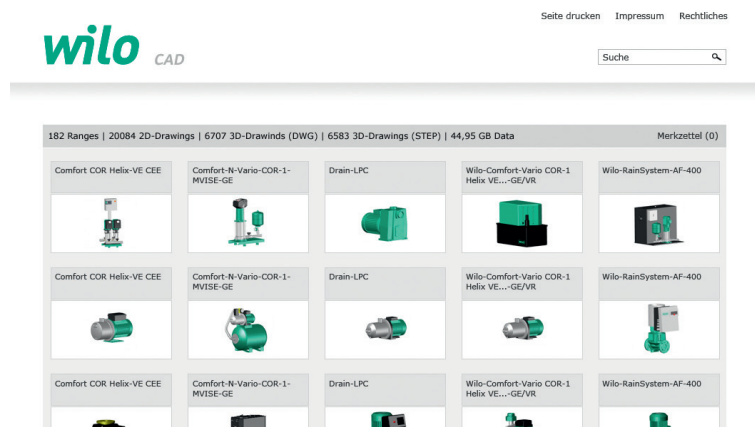 Seite drucken Impressum Rechtliches
wilo CAD
Suche
182 Ranges | 20084 2D-Drawings | 6707 3D-Drawinds (DWG) | 6583 3D-Drawings (STEP) | 44,95 GB Data Merkzettel (0)
Comfort COR Helix-VE CEE
Comfort-N-Vario-COR-1-
MVISE-GE
Drain-LPC
Wilo-Comfort-Vario COR-1
Helix VE...-GE/VR
Wilo-RainSystem-AF-400
Comfort COR Helix-VE CEE
Comfort-N-Vario-COR-1-
MVISE-GE
Drain-LPC
Wilo-Comfort-Vario COR-1
Helix VE...-GE/VR
Wilo-RainSystem-AF-400
Comfort COR Helix-VE CEE
Comfort-N-Vario-COR-1-
MVISE-GE
Drain-LPC
Wilo-Comfort-Vario COR-1
Helix VE...-GE/VR
Wilo-RainSystem-AF-400